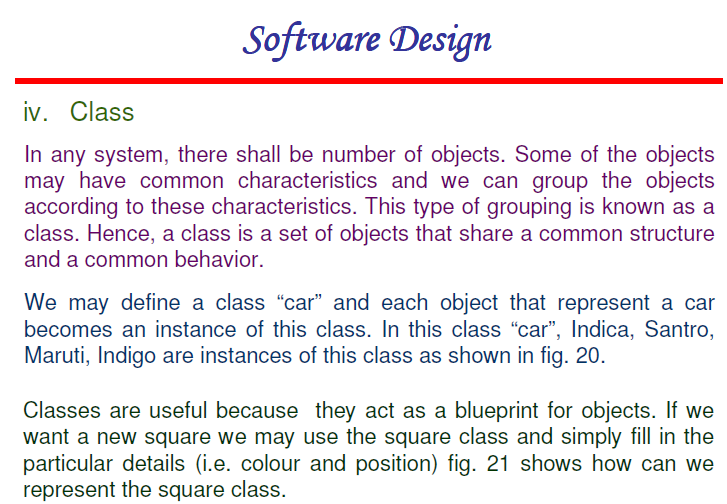 Software Design
iv. Class
In any system, there shall be number of objects. Some of the objects
may have common characteristics and we can group the objects
according to these characteristics. This type of grouping is known as a
class. Hence, a class is a set of objects that share a common structure
and a common behavior.
We may define a class “car” and each object that represent a car
becomes an instance of this class. In this class “car”, Indica, Santro,
Maruti, Indigo are instances of this class as shown in fig. 20.
Classes are useful because they act as a blueprint for objects. If we
want a new square we may use the square class and simply fill in the
particular details (i.e. colour and position) fig. 21 shows how can we
represent the square class.